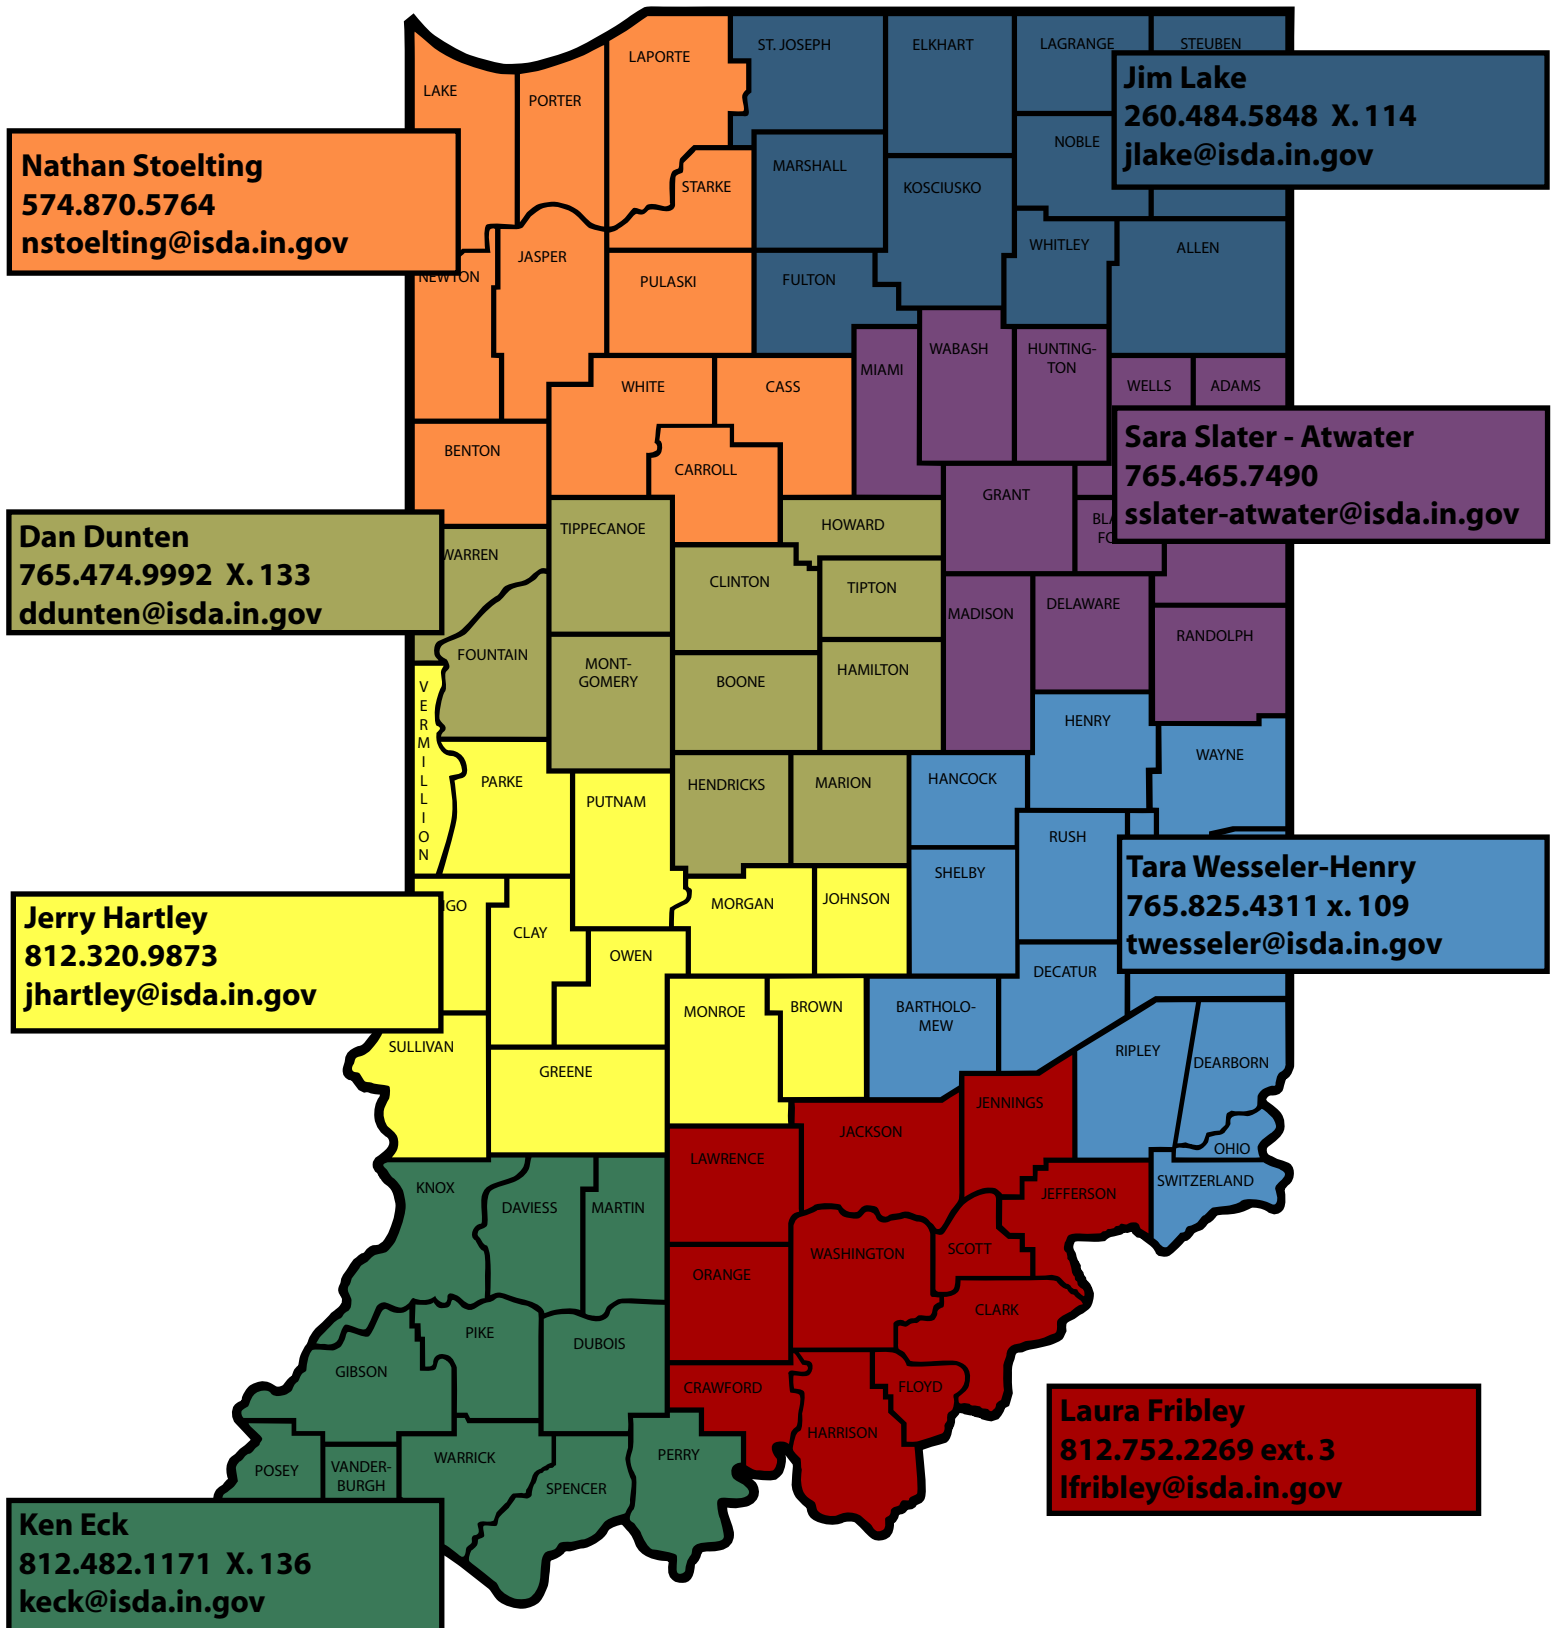 LAKE
PORTER
LAPORTE
ST. JOSEPH
ELKHART
LAGRANGE
STEUBEN
Jim Lake
260.484.5848 X. 114
jlake@isda.in.gov
Nathan Stoelting
574.870.5764
nstoelting@isda.in.gov
STARKE
MARSHALL
KOSCIUSKO
NOBLE
WHITLEY
ALLEN
NEWTON
JASPER
PULASKI
FULTON
MIAMI
WABASH
HUNTING-
TON
WELLS
ADAMS
WHITE
CASS
BENTON
CARROLL
Sara Slater - Atwater
765.465.7490
sslater-atwater@isda.in.gov
GRANT
BLA
FO
Dan Dunten
765.474.9992 X. 133
ddunten@isda.in.gov
WARREN
TIPPECANOE
HOWARD
CLINTON
TIPTON
MADISON
DELAWARE
RANDOLPH
FOUNTAIN
MONT-
GOMERY
BOONE
HAMILTON
HENRY
WAYNE
VERMILLION
PARKE
PUTNAM
HENDRICKS
MARION
HANCOCK
RUSH
SHELBY
Tara Wesseler-Henry
765.825.4311 x. 109
twesseler@isda.in.gov
Jerry Hartley
812.320.9873
jhartley@isda.in.gov
IGO
CLAY
OWEN
MORGAN
JOHNSON
DECATUR
MONROE
BROWN
BARTHOLO-
MEW
SULLIVAN
GREENE
RIPLEY
DEARBORN
JENNINGS
JACKSON
LAWRENCE
OHIO
SWITZERLAND
JEFFERSON
KNOX
DAVIESS
MARTIN
WASHINGTON
SCOTT
ORANGE
CLARK
PIKE
DUBOIS
GIBSON
CRAWFORD
FLOYD
HARRISON
Laura Fribley
812.752.2269 ext. 3
lfribley@isda.in.gov
POSEY
VANDER-
BURGH
WARRICK
SPENCER
PERRY
Ken Eck
812.482.1171 X. 136
keck@isda.in.gov